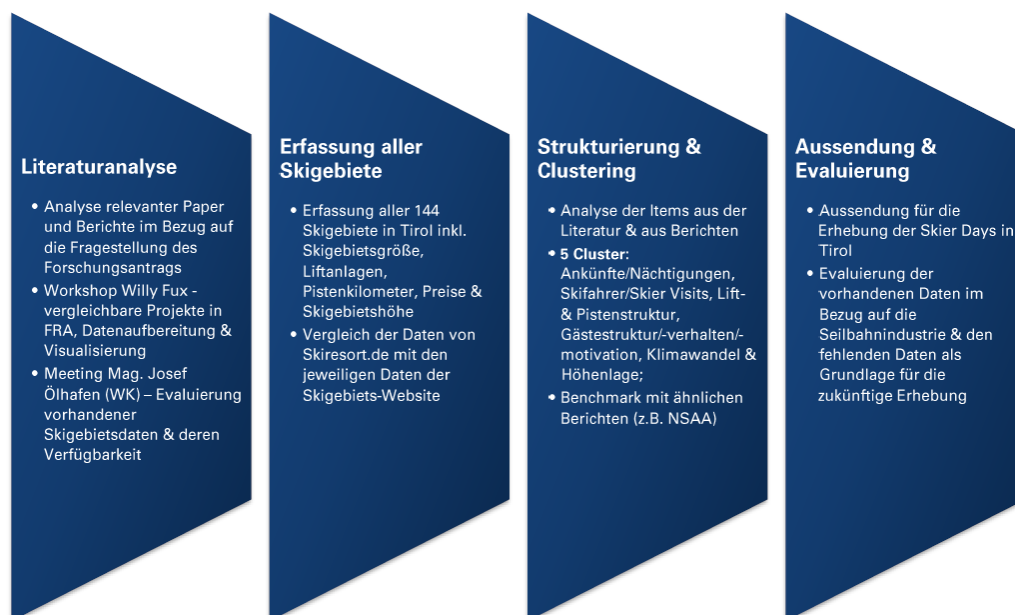 Literaturanalyse
• Analyse relevanter Paper
und Berichte im Bezug auf
die Fragestellung des
Forschungsantrags
• Workshop Willy Fux -
vergleichbare Projekte in
FRA, Datenaufbereitung &
Visualisierung
• Meeting Mag. Josef
Ölhafen (WK) – Evaluierung
vorhandener
Skigebietsdaten & deren
Verfügbarkeit
Erfassung aller
Skigebiete
• Erfassung aller 144
Skigebiete in Tirol inkl.
Skigebietsgröße,
Liftanlagen,
Pistenkilometer, Preise &
Skigebietshöhe
• Vergleich der Daten von
Skiresort.de mit den
jeweiligen Daten der
Skigebiets-Website
Strukturierung &
Clustering
• Analyse der Items aus der
Literatur & aus Berichten
• 5 Cluster:
Ankünfte/Nächtigungen,
Skifahrer/Skier Visits, Lift-
& Pistenstruktur,
Gästestruktur/-verhalten/-
motivation, Klimawandel &
Höhenlage;
• Benchmark mit ähnlichen
Berichten (z.B. NSAA)
Aussendung &
Evaluierung
• Aussendung für die
Erhebung der Skier Days in
Tirol
• Evaluierung der
vorhandenen Daten im
Bezug auf die
Seilbahnindustrie & den
fehlenden Daten als
Grundlage für die
zukünftige Erhebung